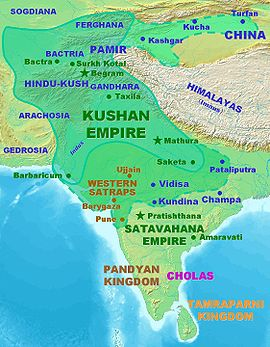 SOGDIANA
FERGHANA
Turfan
Kucha
CHINA
Kashgar
PAMIR
BACTRIA
Bactra
Surkh Kotal
Begram
HINDU-KUSH
GANDHARA
Taxila
HIMALAYAS
KUSHAN
EMPIRE
ARACHOSIA
Indus
Mathura
GEDROSIA
Saketa
Pataliputra
Barbaricum
Ujjain
WESTERN
SATRAPS
Vidisa
Champa
Barygaza
Kundina
Pune
Pratishthana
SATAVAHANA
EMPIRE
Amaravati
PANDYAN
KINGDOM
CHOLAS
TAMRAPARNI
KINGDOM